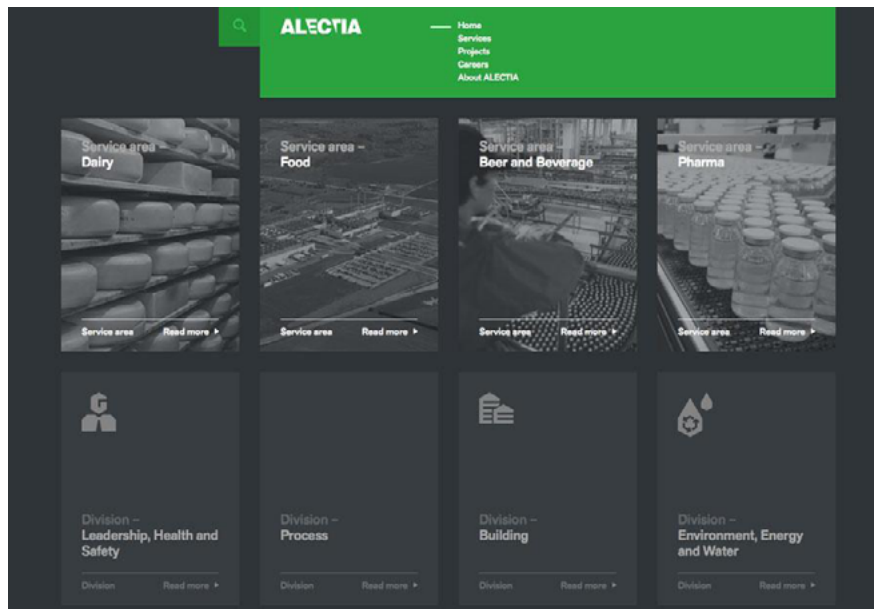 ALECTIA
Home
Services
Projects
Careers
About ALECTIA
Service area –
Dairy
Service area
Read more
Service area –
Food
Service area
Read more
Service area –
Beer and Beverage
Service area
Read more
Service area –
Pharma
Service area
Read more
Division –
Leadership, Health and
Safety
Division
Read more
Division –
Process
Division
Read more
Division –
Building
Division
Read more
Division –
Environment, Energy
and Water
Division
Read more